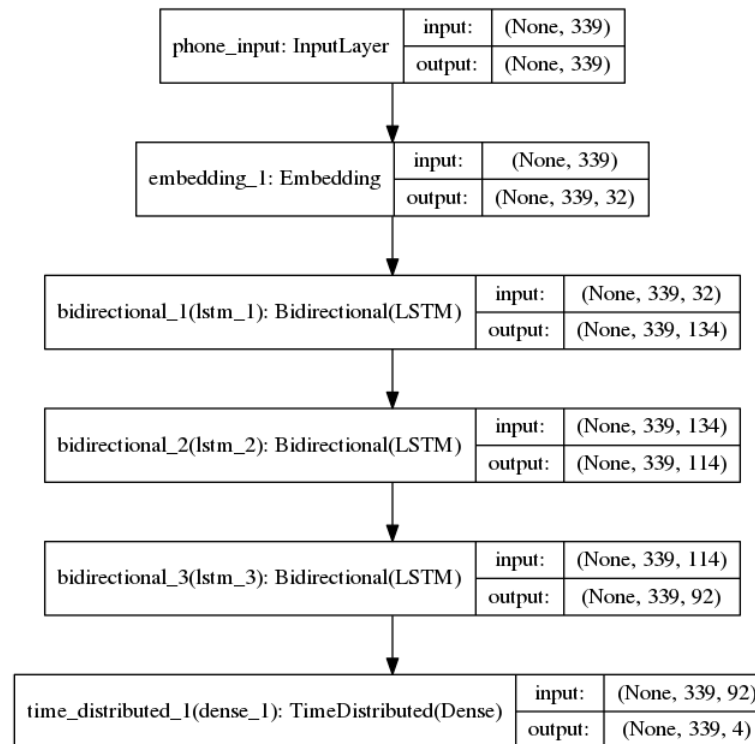 phone_input: InputLayer
input: (None, 339)
output: (None, 339)
embedding_1: Embedding
input: (None, 339)
output: (None, 339, 32)
bidirectional_1(lstm_1): Bidirectional(LSTM)
input: (None, 339, 32)
output: (None, 339, 134)
bidirectional_2(lstm_2): Bidirectional(LSTM)
input: (None, 339, 134)
output: (None, 339, 114)
bidirectional_3(lstm_3): Bidirectional(LSTM)
input: (None, 339, 114)
output: (None, 339, 92)
time_distributed_1(dense_1): TimeDistributed(Dense)
input: (None, 339, 92)
output: (None, 339, 4)